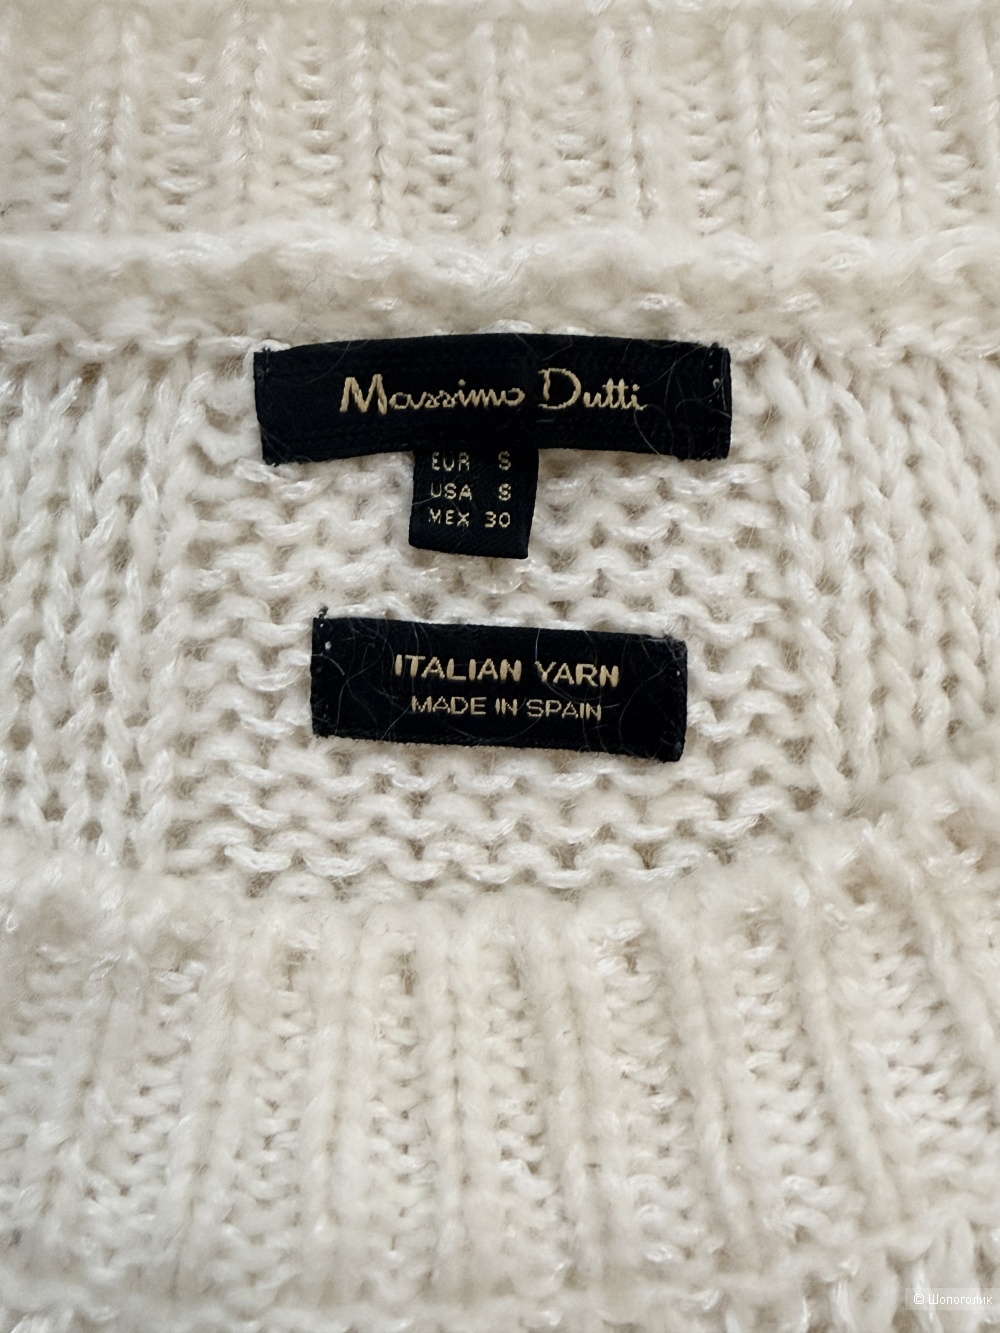 Massimo Dutti
EUR S
USA S
MEX 30
ITALIAN YARN
MADE IN SPAIN
© Шопоголик